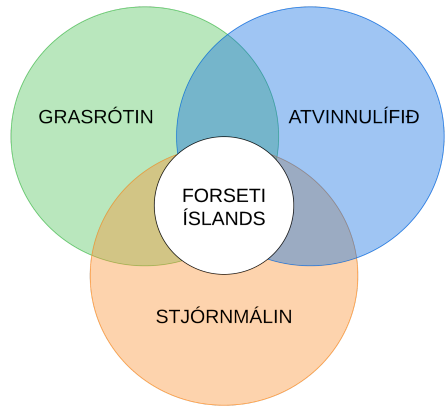 GRASRÓTIN
ATVINNULÍFIÐ
FORSETI
ÍSLANDS
STJÓRNMÁLIN